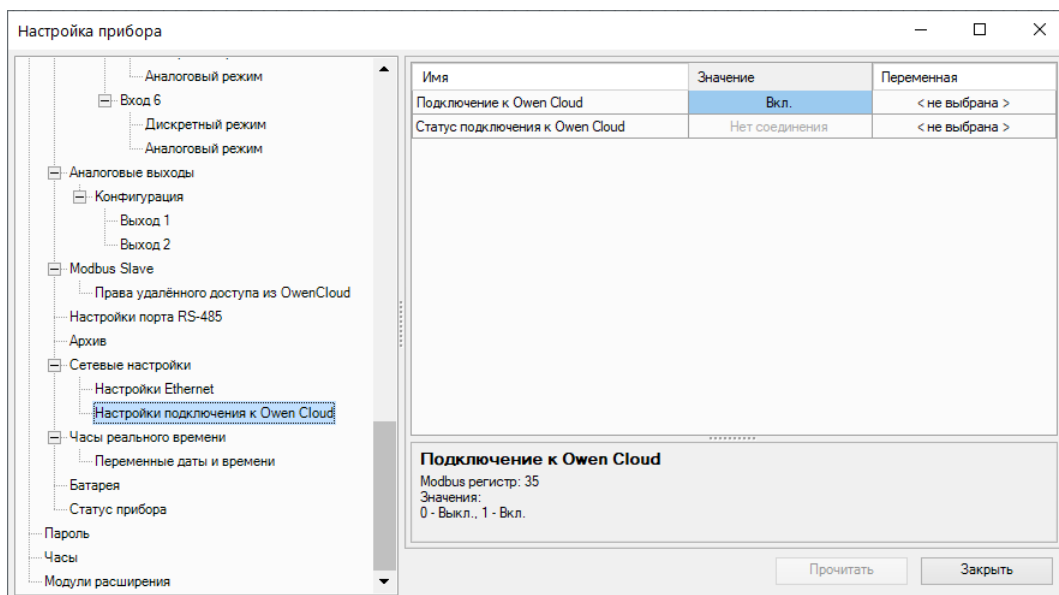 Настройка прибора
Аналоговый режим
Вход 6
Дискретный режим
Аналоговый режим
Аналоговые выходы
Конфигурация
Выход 1
Выход 2
Modbus Slave
Права удалённого доступа из OwenCloud
Настройки порта RS-485
Архив
Сетевые настройки
Настройки Ethernet
Настройки подключения к Owen Cloud
Часы реального времени
Переменные даты и времени
Батарея
Статус прибора
Пароль
Часы
Модули расширения
Имя Значение Переменная
Подключение к Owen Cloud Вкл. < не выбрана >
Статус подключения к Owen Cloud Нет соединения < не выбрана >
Подключение к Owen Cloud
Modbus регистр: 35
Значения:
0 - Выкл., 1 - Вкл.
Прочитать Закрыть